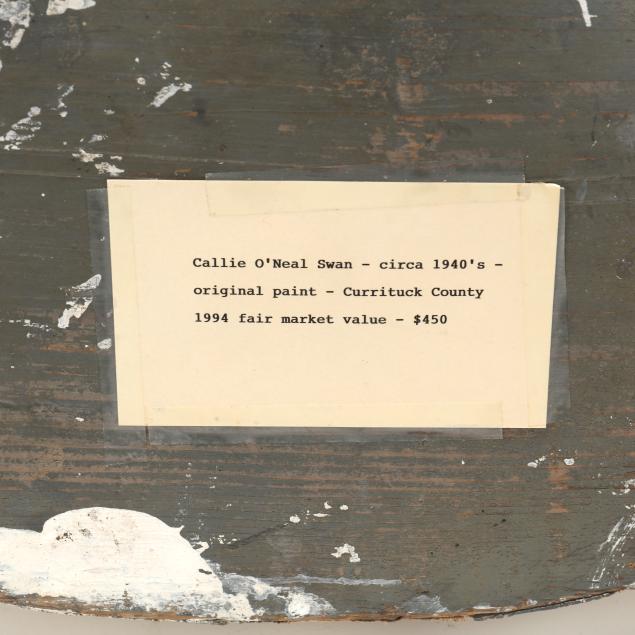 Callie O'Neal Swan - circa 1940's -
original paint - Currituck County
1994 fair market value - $450